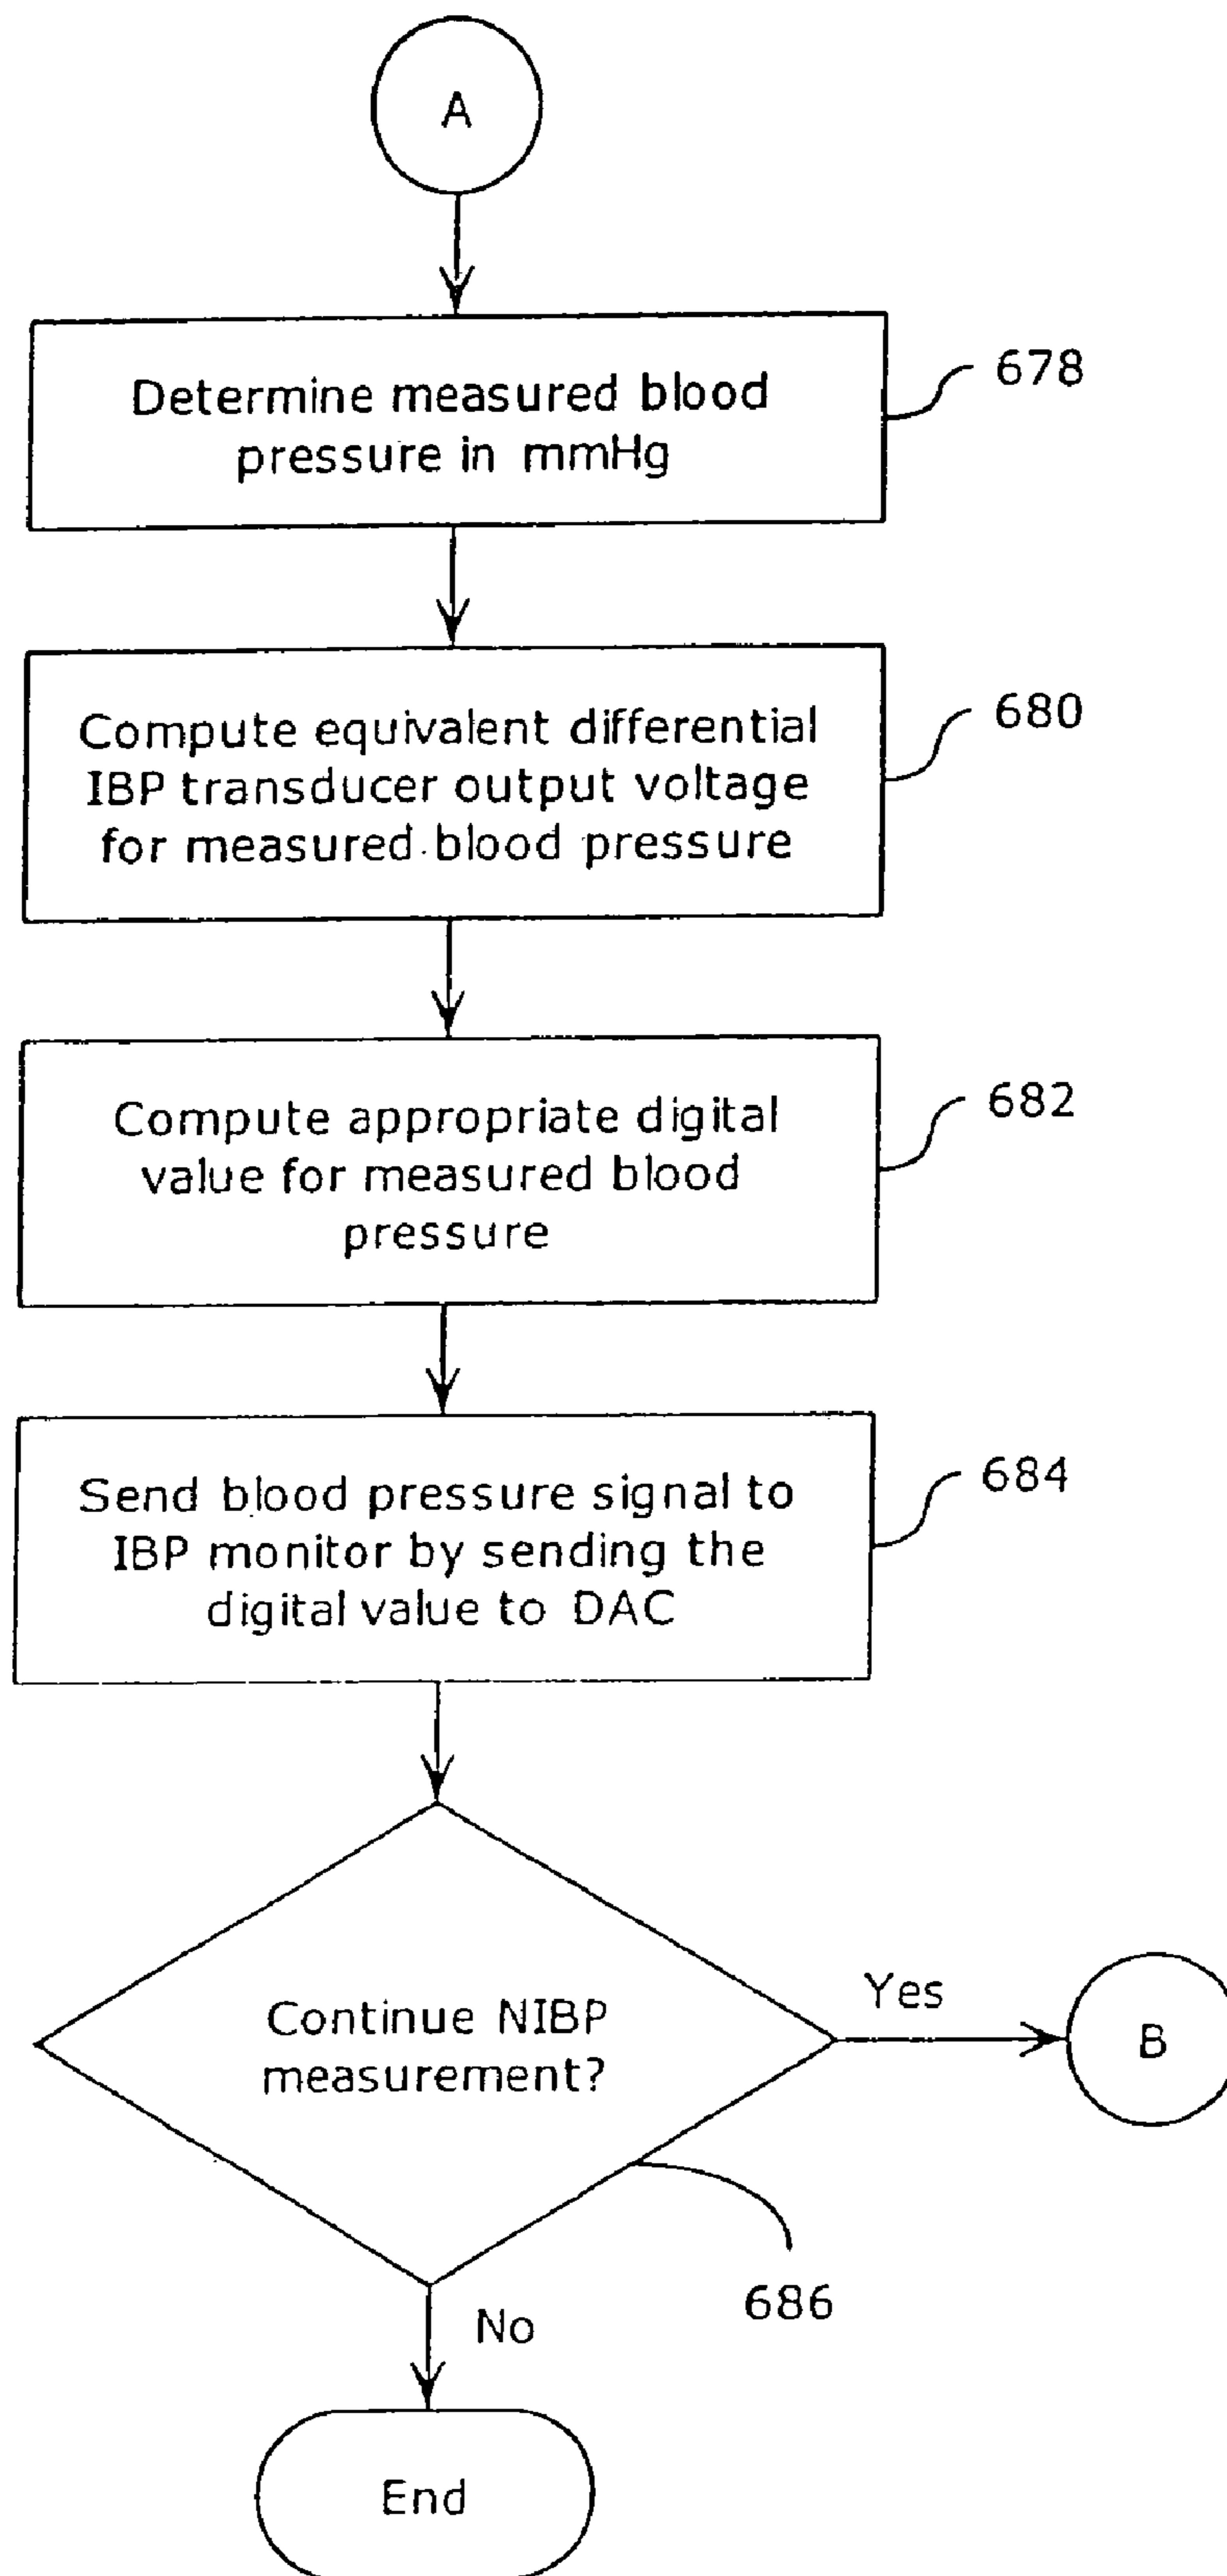 A
Determine measured blood
pressure in mmHg
678
Compute equivalent differential
IBP transducer output voltage
for measured blood pressure
680
Compute appropriate digital
value for measured blood
pressure
682
Send blood pressure signal to
IBP monitor by sending the
digital value to DAC
684
Continue NIBP
measurement?
Yes
B
686
No
End